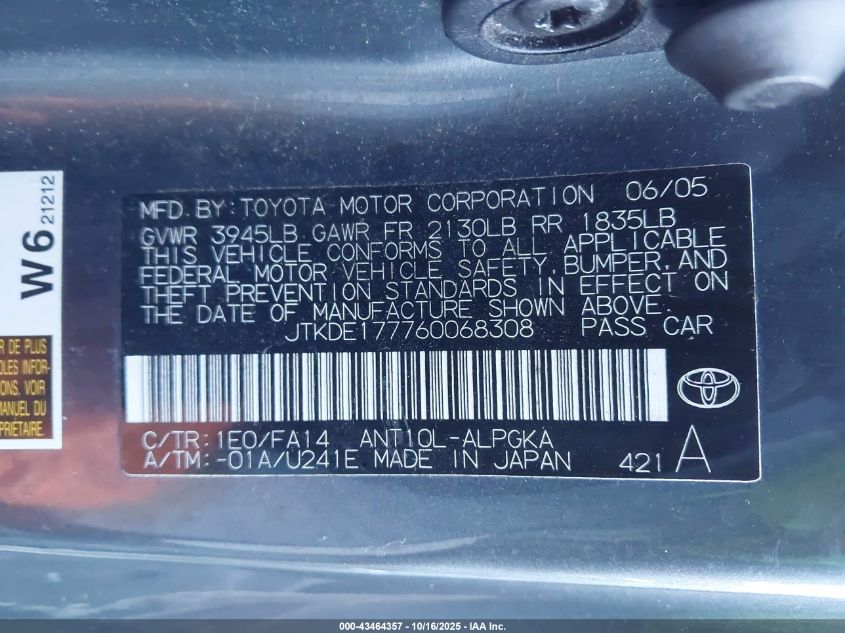 W6 21212
R DE PLUS
OLES INFOR-
ONS. VOIR
MANUEL DU
PRIÉTAIRE
MFD. BY: TOYOTA MOTOR CORPORATION 06/05
GVWR 3945LB GAWR FR 2130LB RR 1835LB
THIS VEHICLE CONFORMS TO ALL APPLICABLE
FEDERAL MOTOR VEHICLE SAFETY, BUMPER, AND
THEFT PREVENTION STANDARDS IN EFFECT ON
THE DATE OF MANUFACTURE SHOWN ABOVE.
JTKDE177760068308 PASS CAR
C/TR: 1E0/FA14 ANT10L-ALPGKA
A/TM: -01A/U241E MADE IN JAPAN 421 A
000-43464357 - 10/16/2025 - IAA Inc.